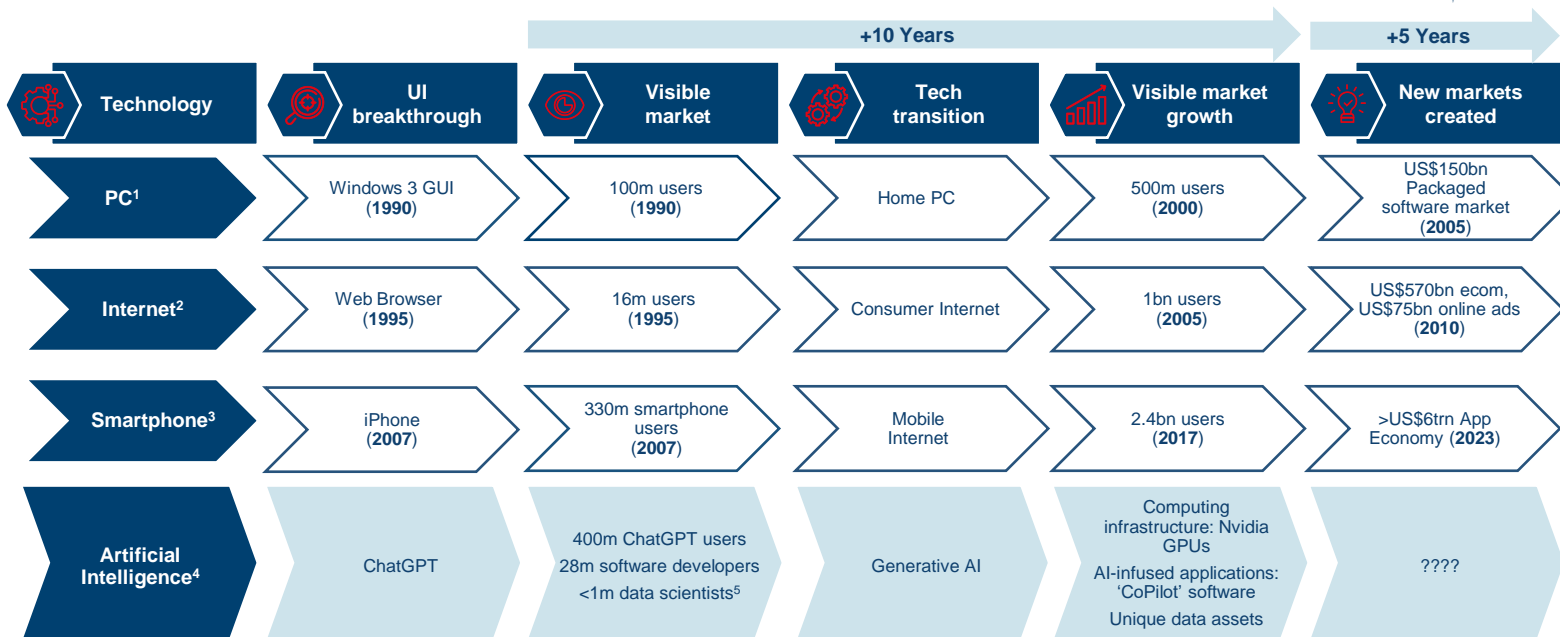 +10 Years
+5 Years
Technology
UI
breakthrough
Visible
market
Tech
transition
Visible market
growth
New markets
created
PC1
Windows 3 GUI
(1990)
100m users
(1990)
Home PC
500m users
(2000)
US$150bn
Packaged
software market
(2005)
Internet2
Web Browser
(1995)
16m users
(1995)
Consumer Internet
1bn users
(2005)
US$570bn ecom,
US$75bn online ads
(2010)
Smartphone3
iPhone
(2007)
330m smartphone
users
(2007)
Mobile
Internet
2.4bn users
(2017)
>US$6trn App
Economy (2023)
Artificial
Intelligence4
ChatGPT
400m ChatGPT users
28m software developers
<1m data scientists5
Generative AI
Computing
infrastructure: Nvidia
GPUs
AI-infused applications:
‘CoPilot’ software
Unique data assets
????